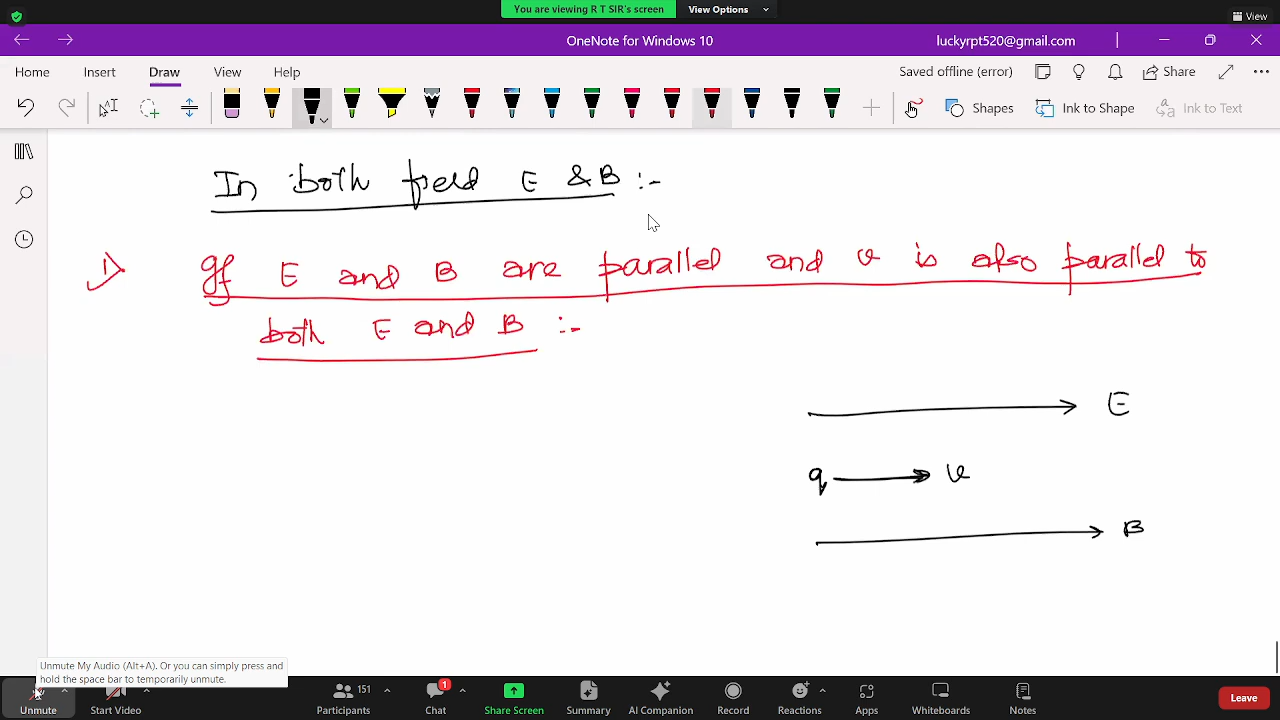 You are viewing R T SIR's screen
View Options
View
OneNote for Windows 10
luckyrpt520@gmail.com
Home Insert Draw View Help
Saved offline (error)
Share
Shapes
Ink to Shape
Ink to Text
In both field E & B :-
1) If E and B are parallel and v is also parallel to
both E and B :-
E
q v
B
Unmute My Audio (Alt+A). Or you can simply press and
hold the space bar to temporarily unmute.
151
1
Unmute
Start Video
Participants
Chat
Share Screen
Summary
AI Companion
Record
Reactions
Apps
Whiteboards
Notes
Leave